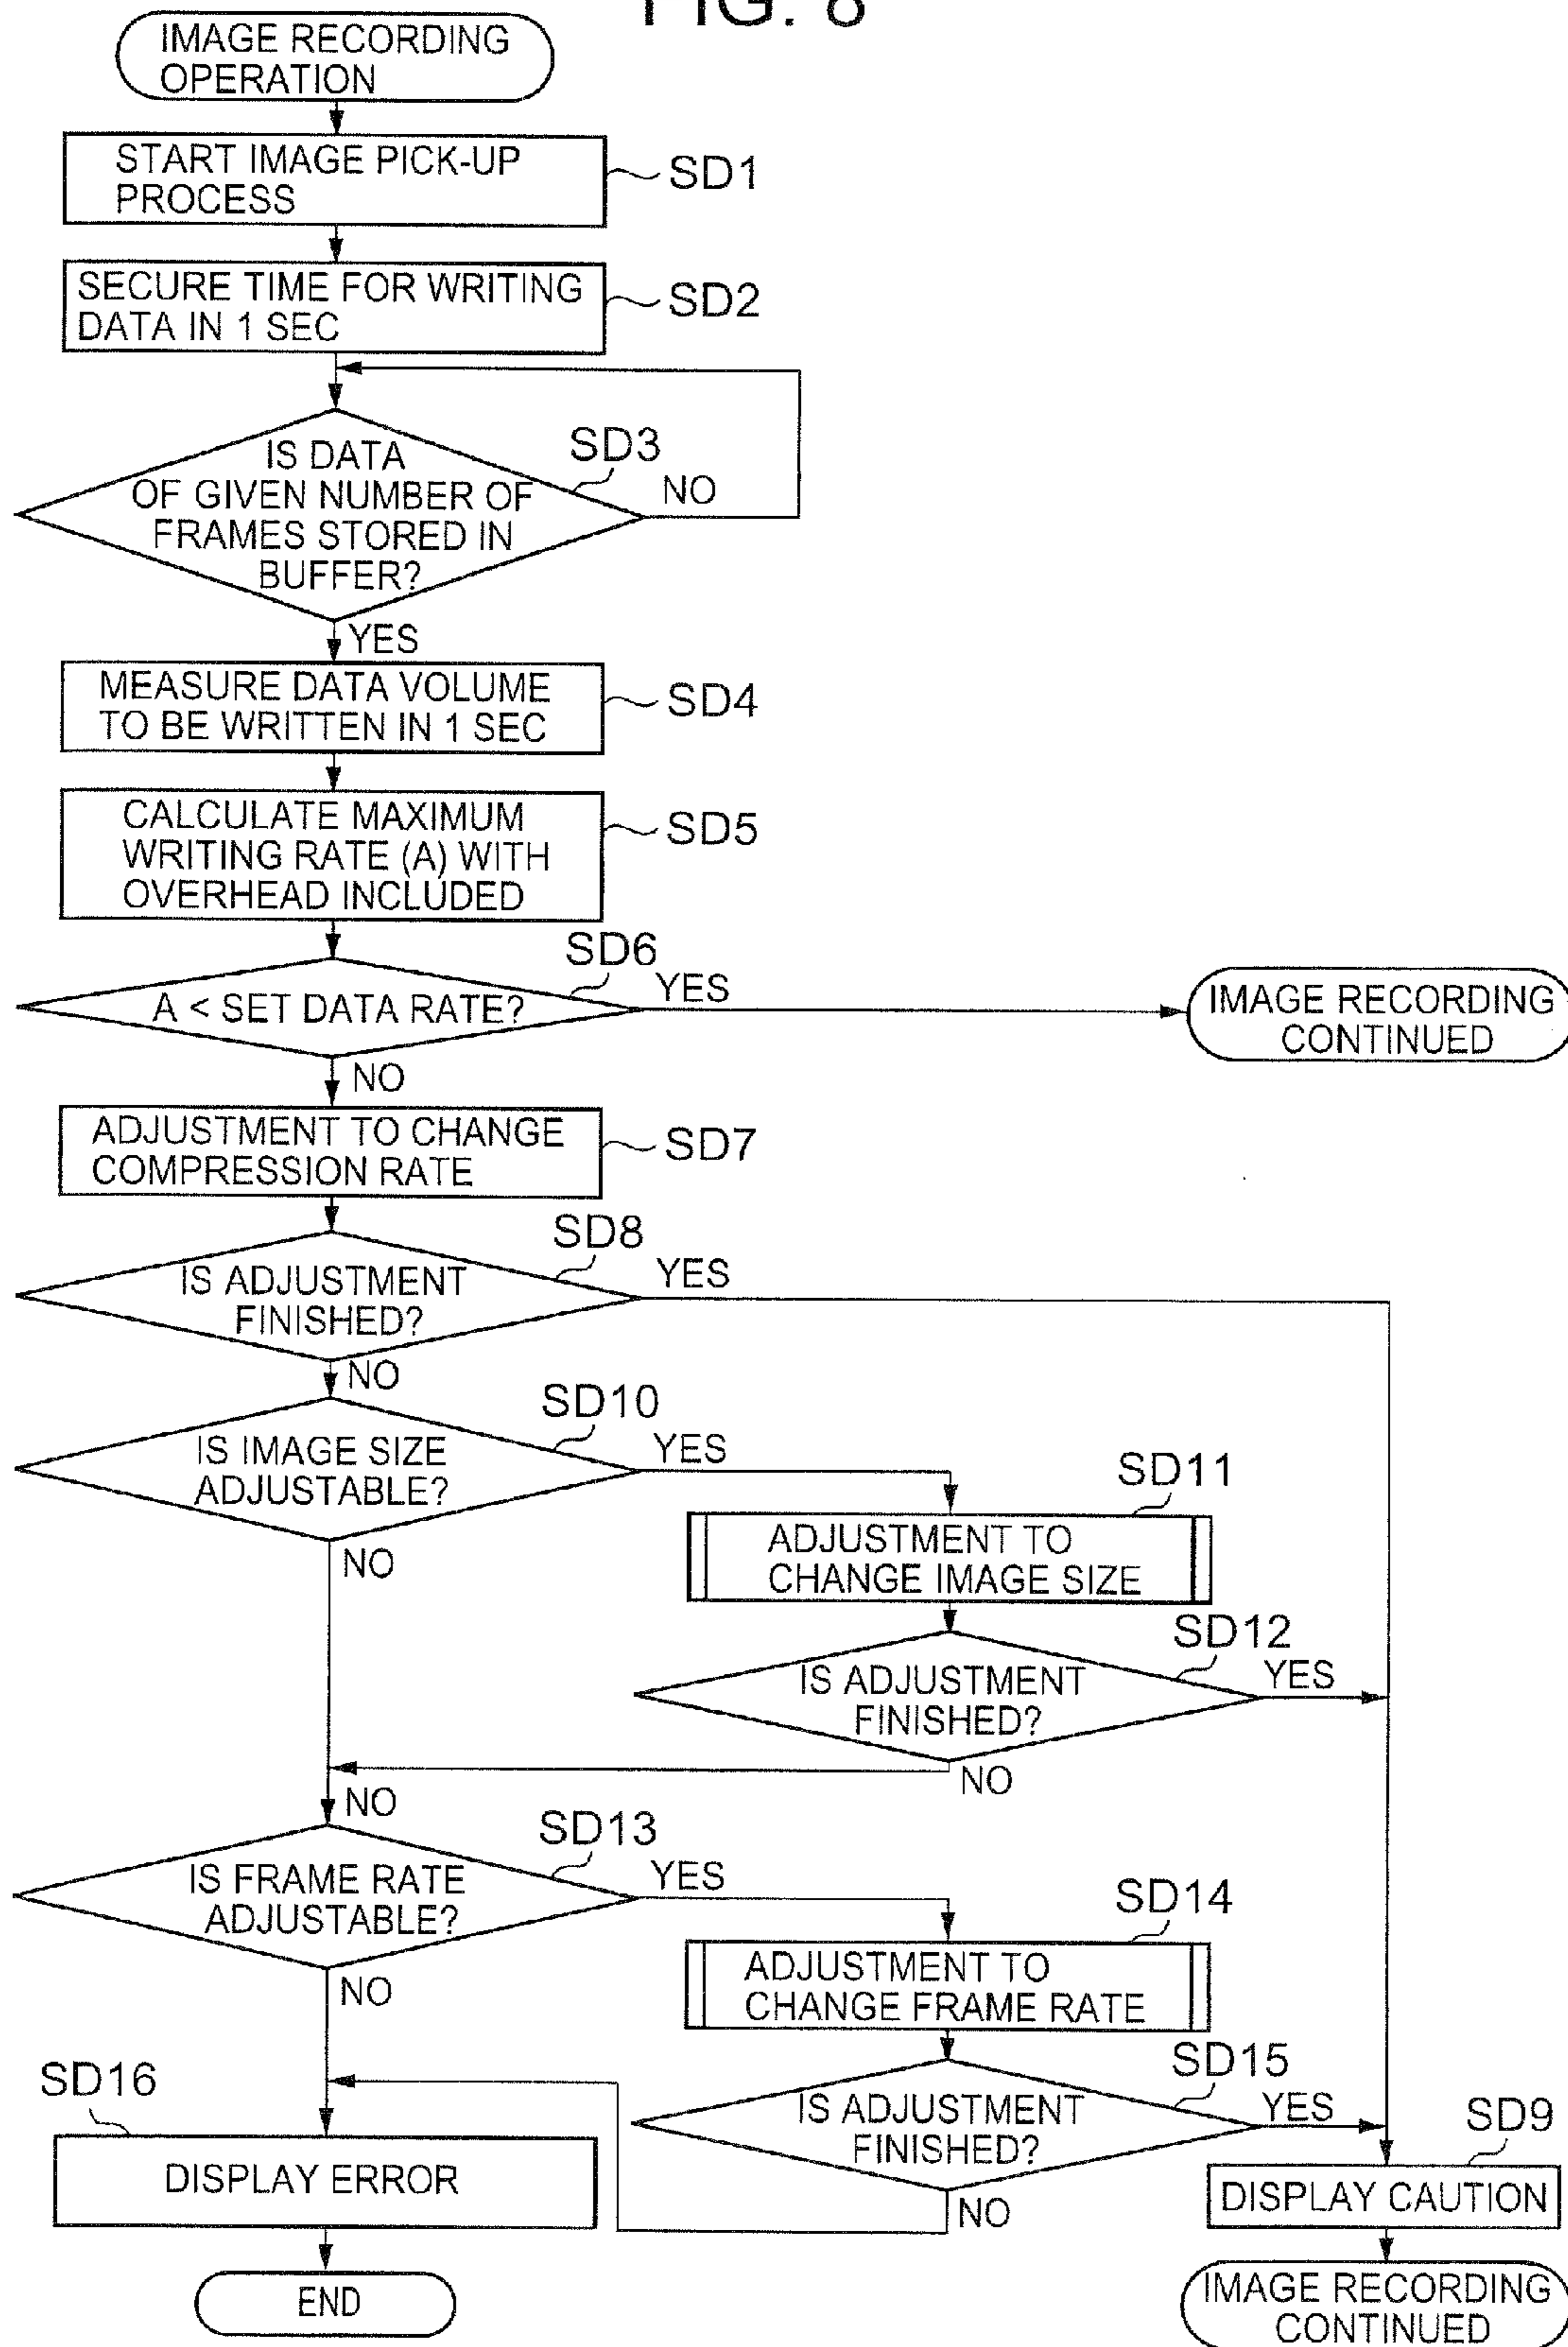 FIG. 8
IMAGE RECORDING
OPERATION
START IMAGE PICK-UP
PROCESS
SD1
SECURE TIME FOR WRITING
DATA IN 1 SEC
SD2
IS DATA
OF GIVEN NUMBER OF
FRAMES STORED IN
BUFFER?
SD3
NO
YES
MEASURE DATA VOLUME
TO BE WRITTEN IN 1 SEC
SD4
CALCULATE MAXIMUM
WRITING RATE (A) WITH
OVERHEAD INCLUDED
SD5
SD6
A < SET DATA RATE?
YES
IMAGE RECORDING
CONTINUED
NO
ADJUSTMENT TO CHANGE
COMPRESSION RATE
SD7
SD8
IS ADJUSTMENT
FINISHED?
YES
NO
SD10
IS IMAGE SIZE
ADJUSTABLE?
YES
NO
SD11
ADJUSTMENT TO
CHANGE IMAGE SIZE
SD12
IS ADJUSTMENT
FINISHED?
YES
NO
NO
SD13
IS FRAME RATE
ADJUSTABLE?
YES
NO
SD14
ADJUSTMENT TO
CHANGE FRAME RATE
SD15
IS ADJUSTMENT
FINISHED?
YES
NO
SD16
DISPLAY ERROR
END
SD9
DISPLAY CAUTION
IMAGE RECORDING
CONTINUED